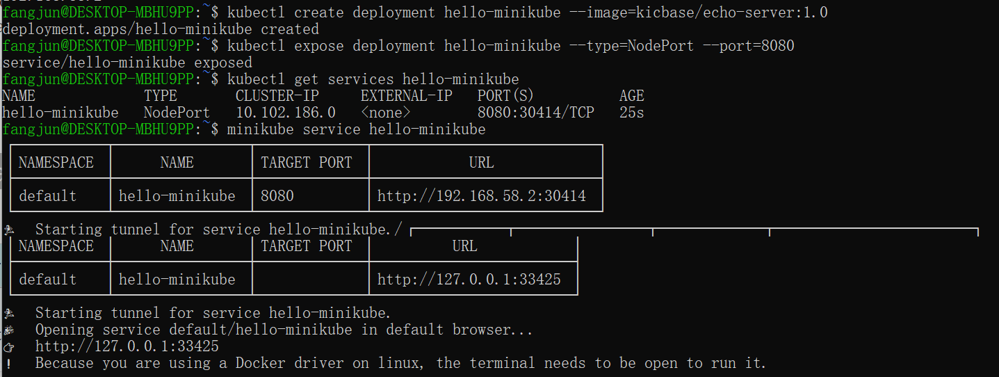 fangjun@DESKTOP-MBHU9PP:~$ kubectl create deployment hello-minikube --image=kicbase/echo-server:1.0
deployment.apps/hello-minikube created
fangjun@DESKTOP-MBHU9PP:~$ kubectl expose deployment hello-minikube --type=NodePort --port=8080
service/hello-minikube exposed
fangjun@DESKTOP-MBHU9PP:~$ kubectl get services hello-minikube
NAME TYPE CLUSTER-IP EXTERNAL-IP PORT(S) AGE
hello-minikube NodePort 10.102.186.0 <none> 8080:30414/TCP 25s
fangjun@DESKTOP-MBHU9PP:~$ minikube service hello-minikube
NAMESPACE NAME TARGET PORT URL
default hello-minikube 8080 http://192.168.58.2:30414
Starting tunnel for service hello-minikube./
NAMESPACE NAME TARGET PORT URL
default hello-minikube http://127.0.0.1:33425
Starting tunnel for service hello-minikube.
Opening service default/hello-minikube in default browser...
http://127.0.0.1:33425
! Because you are using a Docker driver on linux, the terminal needs to be open to run it.